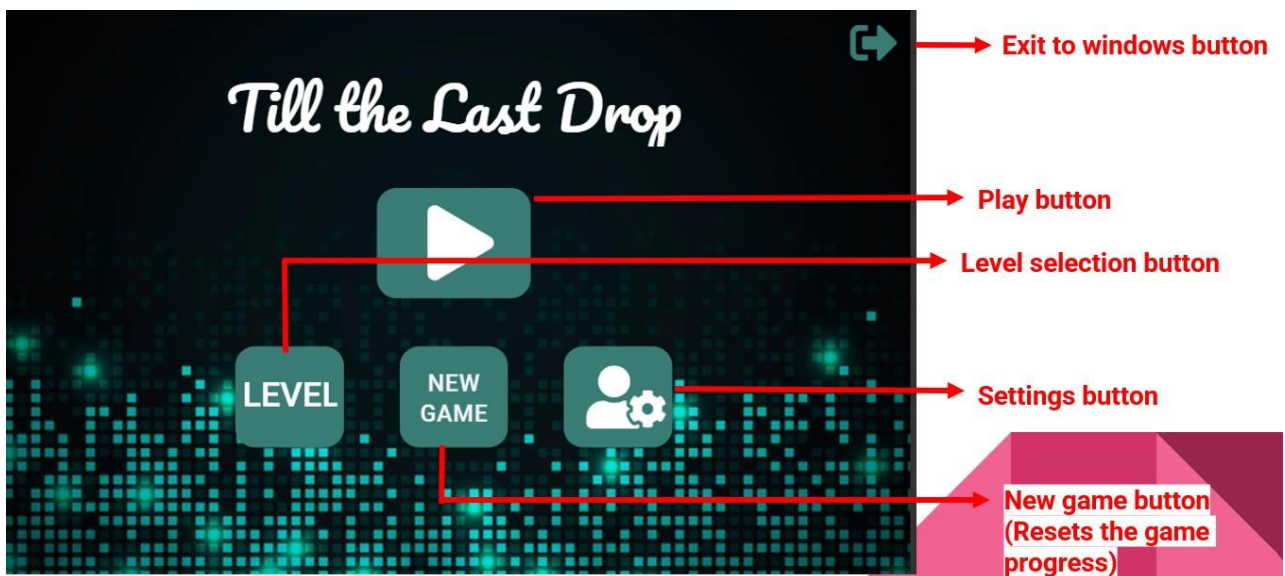 Exit to windows button
Till the Last Drop
Play button
Level selection button
LEVEL
NEW
GAME
Settings button
New game button
(Resets the game
progress)